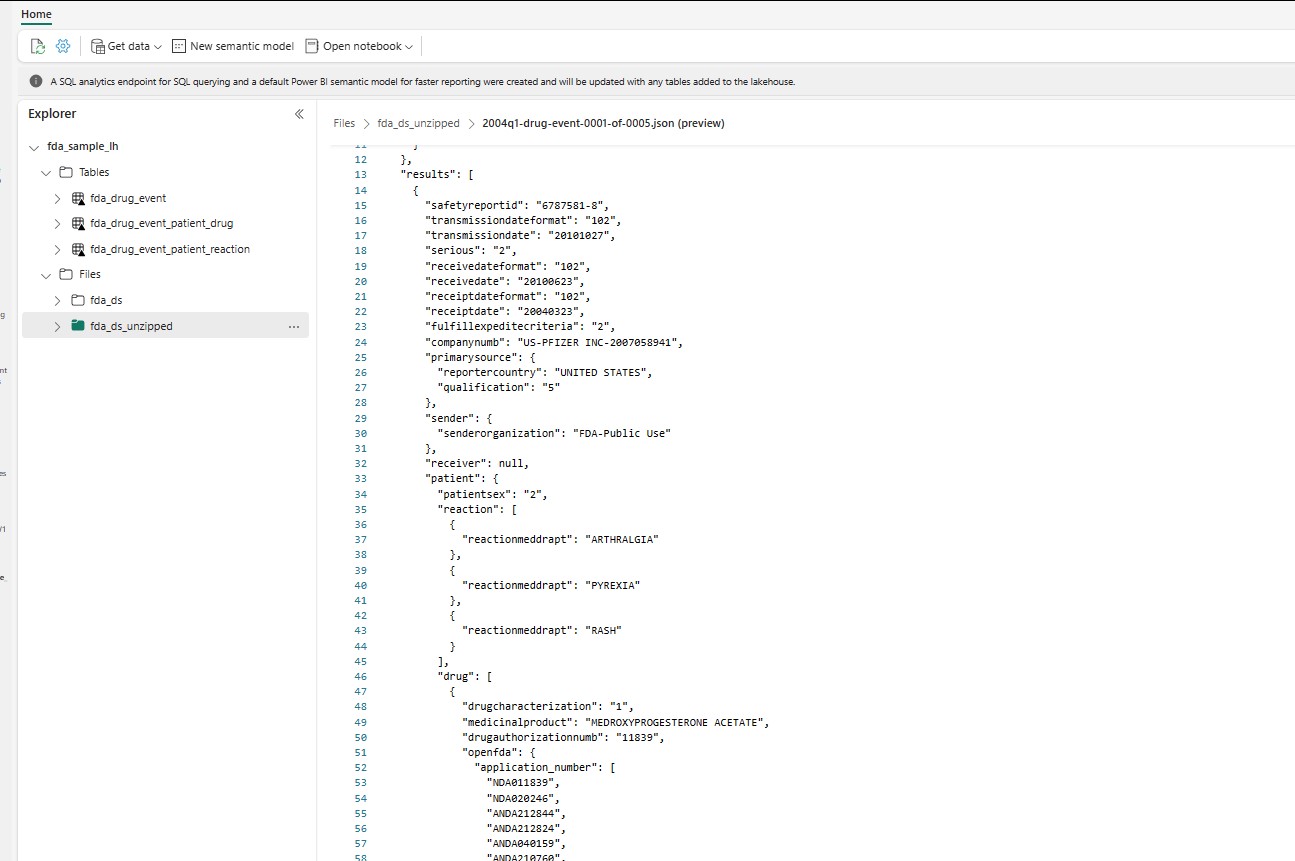 Home
Get data
New semantic model
Open notebook
A SQL analytics endpoint for SQL querying and a default Power BI semantic model for faster reporting were created and will be updated with any tables added to the lakehouse.
Explorer
fda_sample_lh
Tables
fda_drug_event
fda_drug_event_patient_drug
fda_drug_event_patient_reaction
Files
fda_ds
fda_ds_unzipped
...
Files > fda_ds_unzipped > 2004q1-drug-event-0001-of-0005.json (preview)
11 }
12 },
13 "results": [
14 {
15 "safetyreportid": "6787581-8",
16 "transmissiondateformat": "102",
17 "transmissiondate": "20101027",
18 "serious": "2",
19 "receivedateformat": "102",
20 "receivedate": "20100623",
21 "receiptdateformat": "102",
22 "receiptdate": "20040323",
23 "fulfillexpeditecriteria": "2",
24 "companynumb": "US-PFIZER INC-2007058941",
25 "primarysource": {
26 "reportercountry": "UNITED STATES",
27 "qualification": "5"
28 },
29 "sender": {
30 "senderorganization": "FDA-Public Use"
31 },
32 "receiver": null,
33 "patient": {
34 "patientsex": "2",
35 "reaction": [
36 {
37 "reactionmeddrapt": "ARTHRALGIA"
38 },
39 {
40 "reactionmeddrapt": "PYREXIA"
41 },
42 {
43 "reactionmeddrapt": "RASH"
44 }
45 ],
46 "drug": [
47 {
48 "drugcharacterization": "1",
49 "medicinalproduct": "MEDROXYPROGESTERONE ACETATE",
50 "drugauthorizationnumb": "11839",
51 "openfda": {
52 "application_number": [
53 "NDA011839",
54 "NDA020246",
55 "ANDA212844",
56 "ANDA212824",
57 "ANDA040159",
58 "ANDA210760",